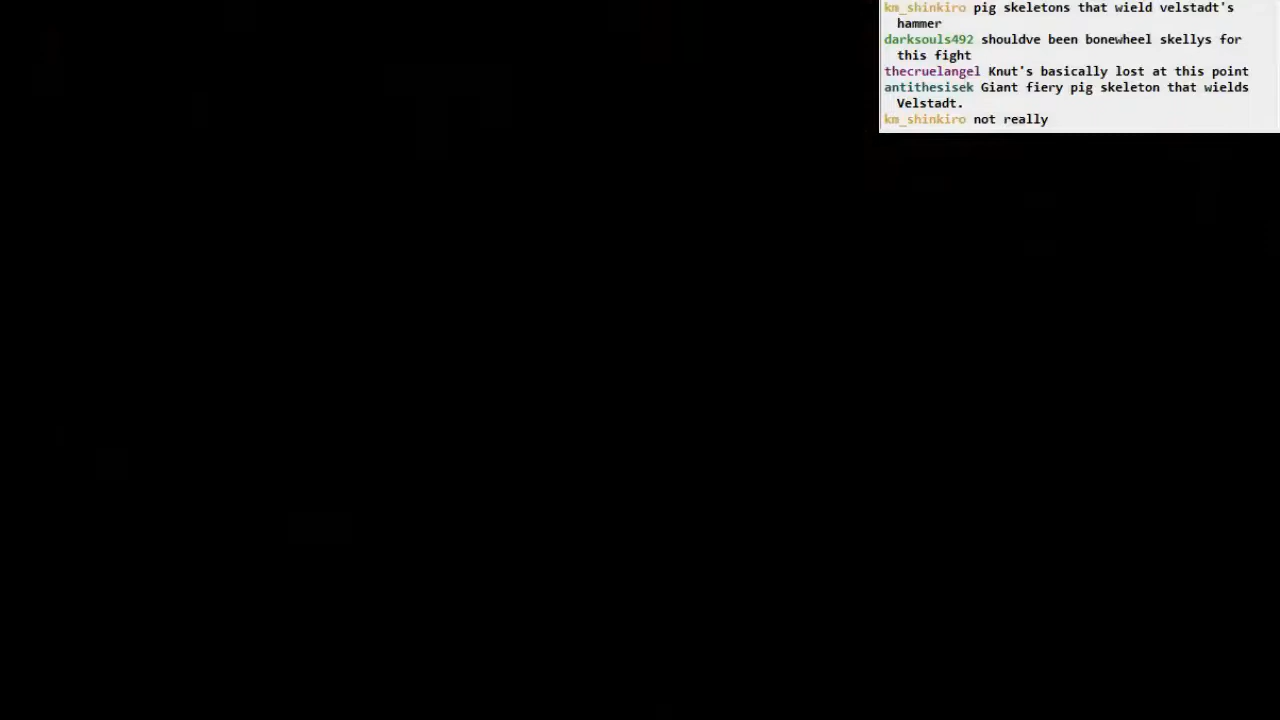 km_shinkiro pig skeletons that wield velstadt's
hammer
darksouls492 shouldve been bonewheel skellys for
this fight
thecruelangel Knut's basically lost at this point
antithesisek Giant fiery pig skeleton that wields
Velstadt.
km_shinkiro not really